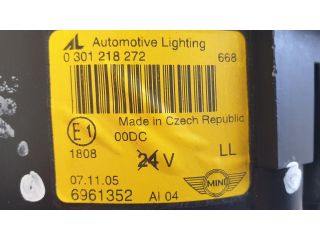 AL Automotive Lighting
0 301 218 272 668
Made in Czech Republic
E1 00DC
1808 24 V LL
07.11.05 MINI
6961352 AI 04